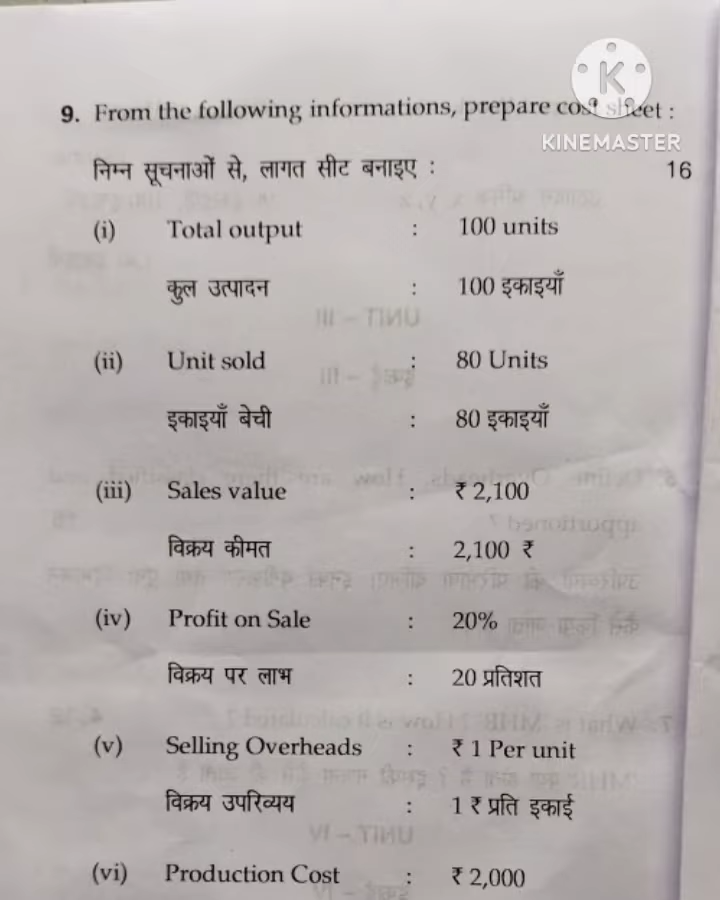 K
KINEMASTER
9. From the following informations, prepare cost sheet :
निम्न सूचनाओं से, लागत सीट बनाइए : 16
(i) Total output : 100 units
कुल उत्पादन : 100 इकाइयाँ
(ii) Unit sold : 80 Units
इकाइयाँ बेची : 80 इकाइयाँ
(iii) Sales value : ₹ 2,100
विक्रय कीमत : 2,100 ₹
(iv) Profit on Sale : 20%
विक्रय पर लाभ : 20 प्रतिशत
(v) Selling Overheads : ₹ 1 Per unit
विक्रय उपरिव्यय : 1 ₹ प्रति इकाई
(vi) Production Cost : ₹ 2,000